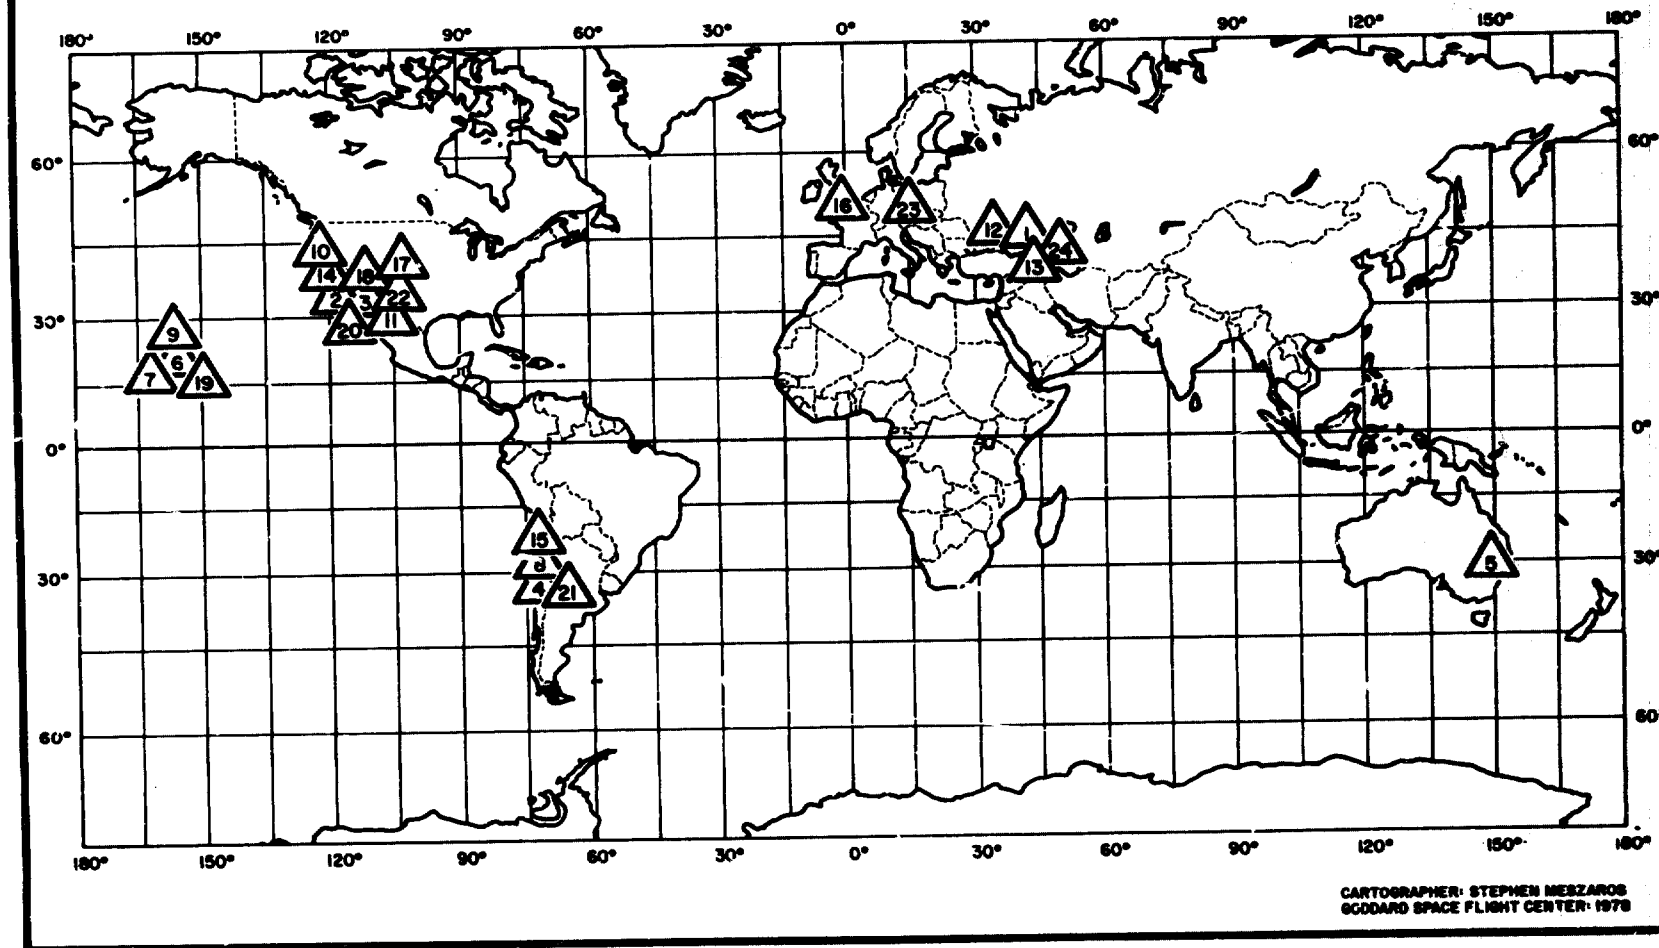 180° 150° 120° 90° 60° 30° 0° 30° 60° 90° 120° 150° 180°
60° 60°
16 23
12 1
10 24
17 13
14 18
2 3 22
30° 30°
9 20 11
6
7 19
0° 0°
15
8 5 30°
30° 4 21
60° 60
180° 150° 120° 90° 60° 30° 0° 30° 60° 90° 120° 150° 180°
CARTOGRAPHER: STEPHEN MESZAROS
GODDARD SPACE FLIGHT CENTER: 1978